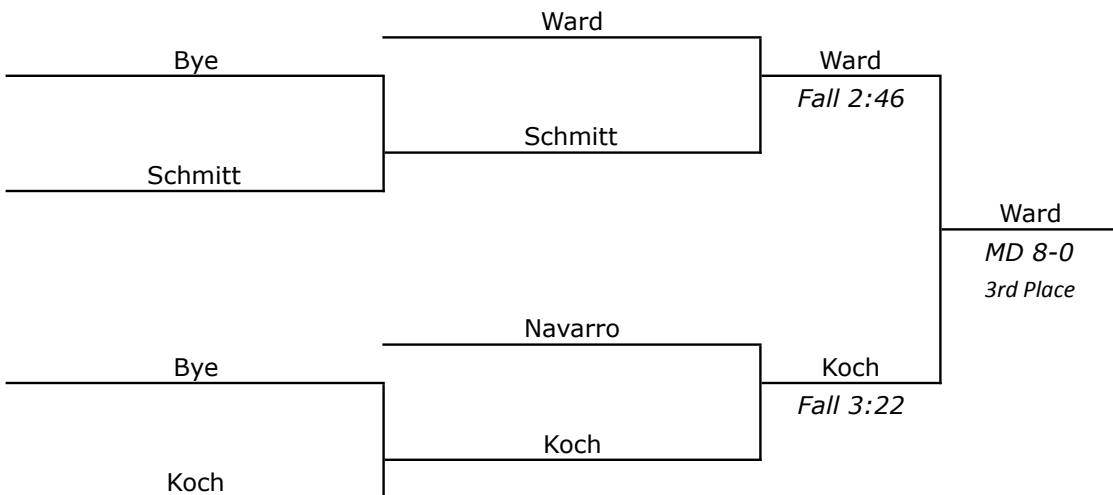 Ward
Bye
Ward
Fall 2:46
Schmitt
Schmitt
Ward
MD 8-0
3rd Place
Navarro
Bye
Koch
Fall 3:22
Koch
Koch